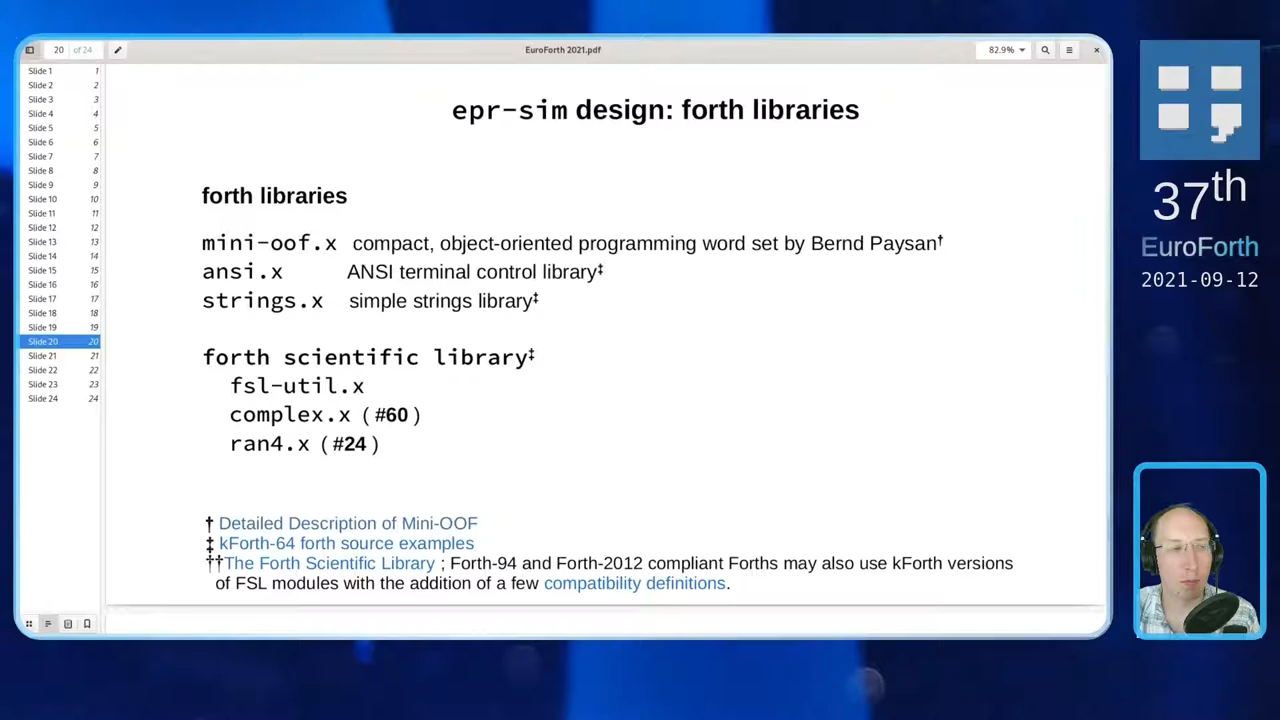 20 of 24
EuroForth 2021.pdf
82.9%
Slide 1 1
Slide 2 2
Slide 3 3
Slide 4 4
Slide 5 5
Slide 6 6
Slide 7 7
Slide 8 8
Slide 9 9
Slide 10 10
Slide 11 11
Slide 12 12
Slide 13 13
Slide 14 14
Slide 15 15
Slide 16 16
Slide 17 17
Slide 18 18
Slide 19 19
Slide 20 20
Slide 21 21
Slide 22 22
Slide 23 23
Slide 24 24
epr-sim design: forth libraries
forth libraries
mini-oof.x compact, object-oriented programming word set by Bernd Paysan†
ansi.x ANSI terminal control library‡
strings.x simple strings library‡
forth scientific library‡
fsl-util.x
complex.x (#60)
ran4.x (#24)
† Detailed Description of Mini-OOF
‡ kForth-64 forth source examples
††The Forth Scientific Library ; Forth-94 and Forth-2012 compliant Forths may also use kForth versions
of FSL modules with the addition of a few compatibility definitions.
37th
EuroForth
2021-09-12